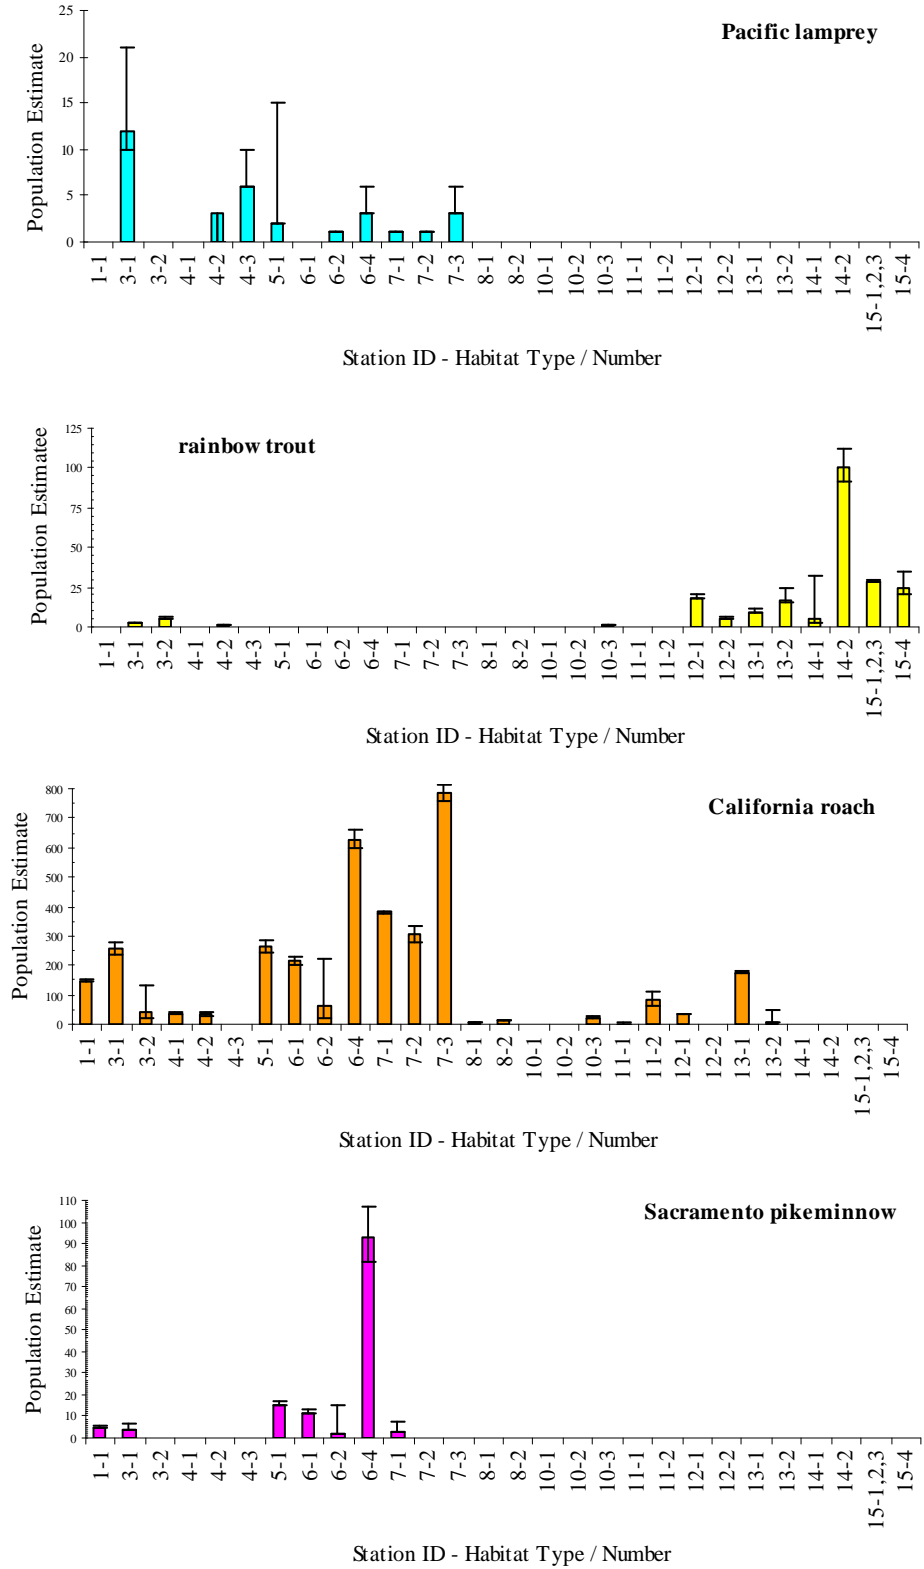 Pacific lamprey
Population Estimate
25
20
15
10
5
0
1-1 3-1 3-2 4-1 4-2 4-3 5-1 6-1 6-2 6-4 7-1 7-2 7-3 8-1 8-2 10-1 10-2 10-3 11-1 11-2 12-1 12-2 13-1 13-2 14-1 14-2 15-1,2,3 15-4
Station ID - Habitat Type / Number
rainbow trout
Population Estimatee
125
100
75
50
25
0
1-1 3-1 3-2 4-1 4-2 4-3 5-1 6-1 6-2 6-4 7-1 7-2 7-3 8-1 8-2 10-1 10-2 10-3 11-1 11-2 12-1 12-2 13-1 13-2 14-1 14-2 15-1,2,3 15-4
Station ID - Habitat Type / Number
California roach
Population Estimate
800
700
600
500
400
300
200
100
0
1-1 3-1 3-2 4-1 4-2 4-3 5-1 6-1 6-2 6-4 7-1 7-2 7-3 8-1 8-2 10-1 10-2 10-3 11-1 11-2 12-1 12-2 13-1 13-2 14-1 14-2 15-1,2,3 15-4
Station ID - Habitat Type / Number
Sacramento pikeminnow
Population Estimate
110
100
90
80
70
60
50
40
30
20
10
0
1-1 3-1 3-2 4-1 4-2 4-3 5-1 6-1 6-2 6-4 7-1 7-2 7-3 8-1 8-2 10-1 10-2 10-3 11-1 11-2 12-1 12-2 13-1 14-1 14-2 15-1,2,3 15-4
Station ID - Habitat Type / Number